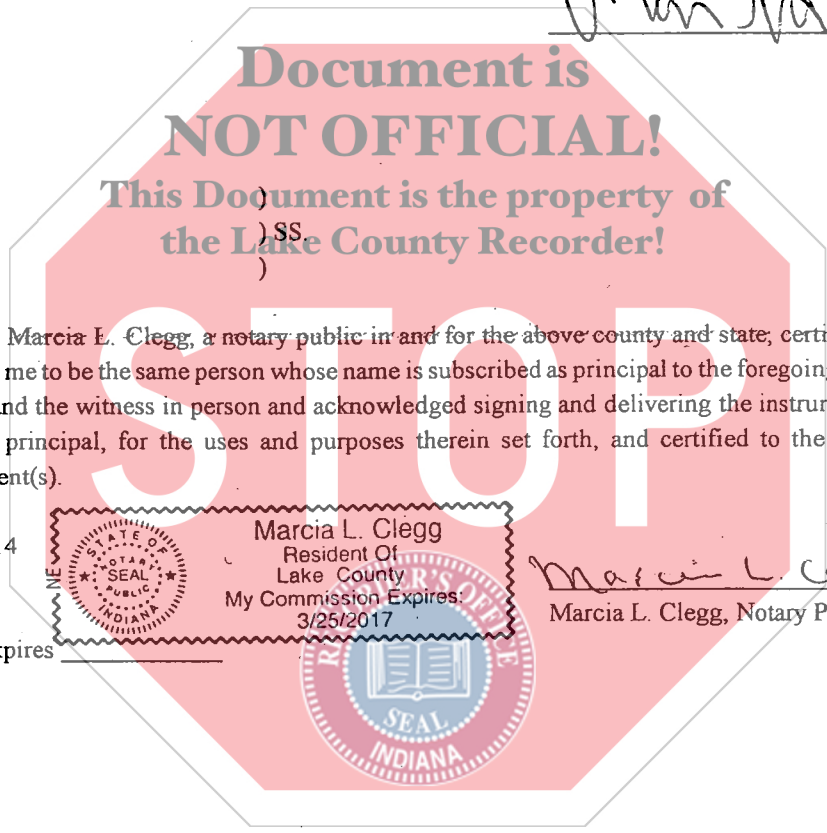 Document is
NOT OFFICIAL!
This Document is the property of
the Lake County Recorder!
)
) SS.
)
STOP
Marcia L. Clegg, a notary public in and for the above county and state, certi
me to be the same person whose name is subscribed as principal to the foregoin
nd the witness in person and acknowledged signing and delivering the instru
principal, for the uses and purposes therein set forth, and certified to the
ent(s).
4
STATE OF INDIANA
NOTARY PUBLIC
SEAL
Marcia L. Clegg
Resident Of
Lake County
My Commission Expires:
3/25/2017
NE
Marcia L. C
Marcia L. Clegg, Notary P
pires
RECORDER'S OFFICE
SEAL
INDIANA